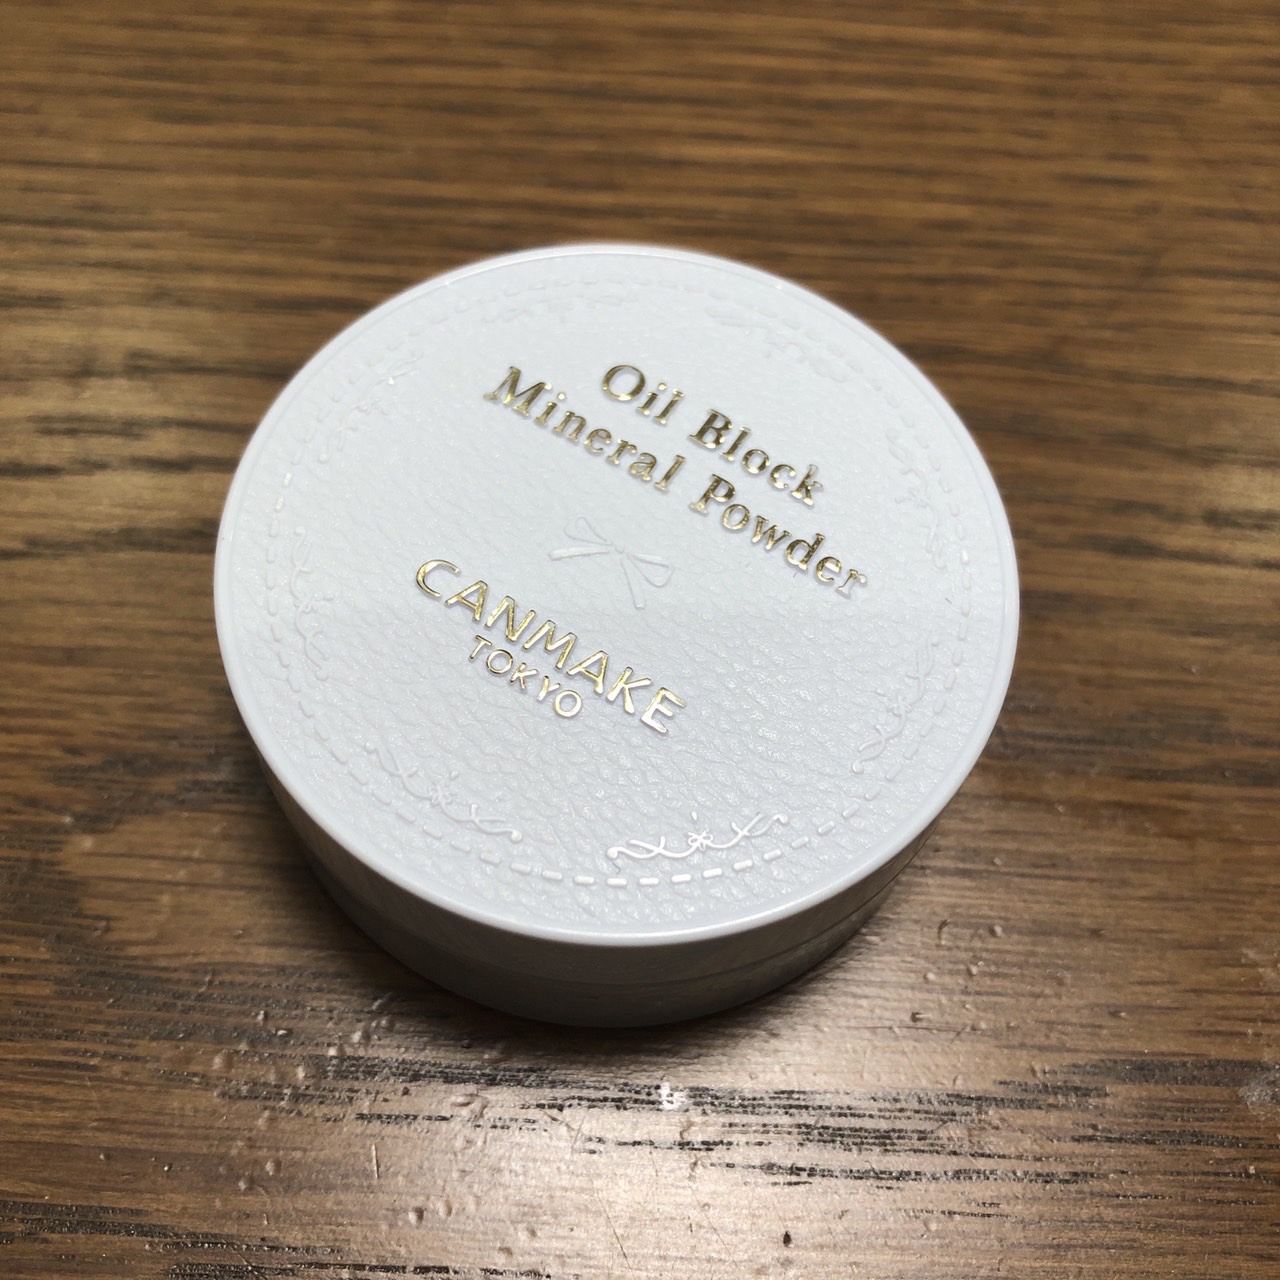 Oil Block
Mineral Powder
CANMAKE
TOKYO